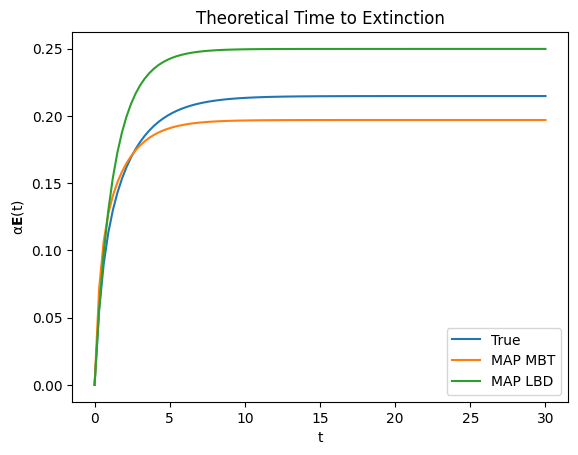 Theoretical Time to Extinction
0.25
0.20
0.15
0.10
0.05
0.00
α𝐄(t)
0 5 10 15 20 25 30
t
True
MAP MBT
MAP LBD